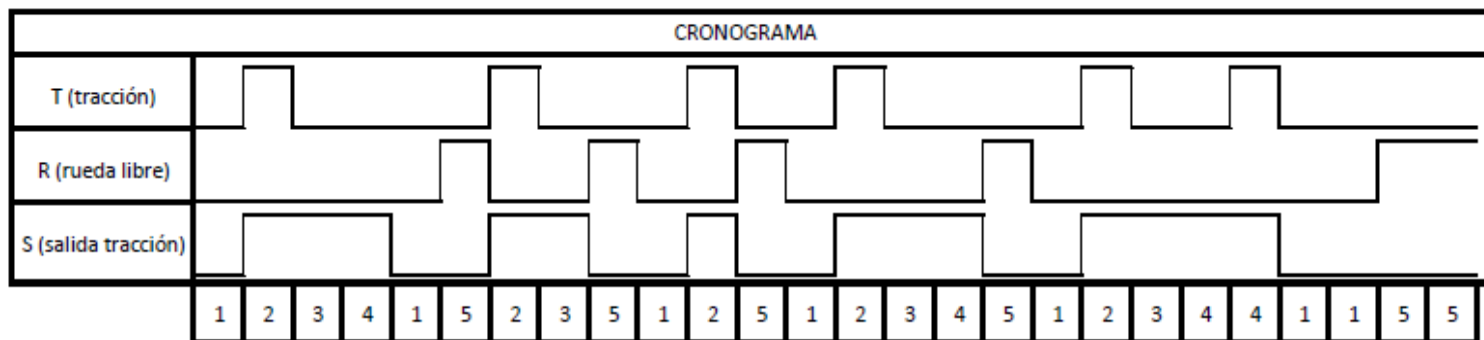 CRONOGRAMA
T (tracción)
R (rueda libre)
S (salida tracción)
1 2 3 4 1 5 2 3 5 1 2 5 1 2 3 4 5 1 2 3 4 4 1 1 5 5